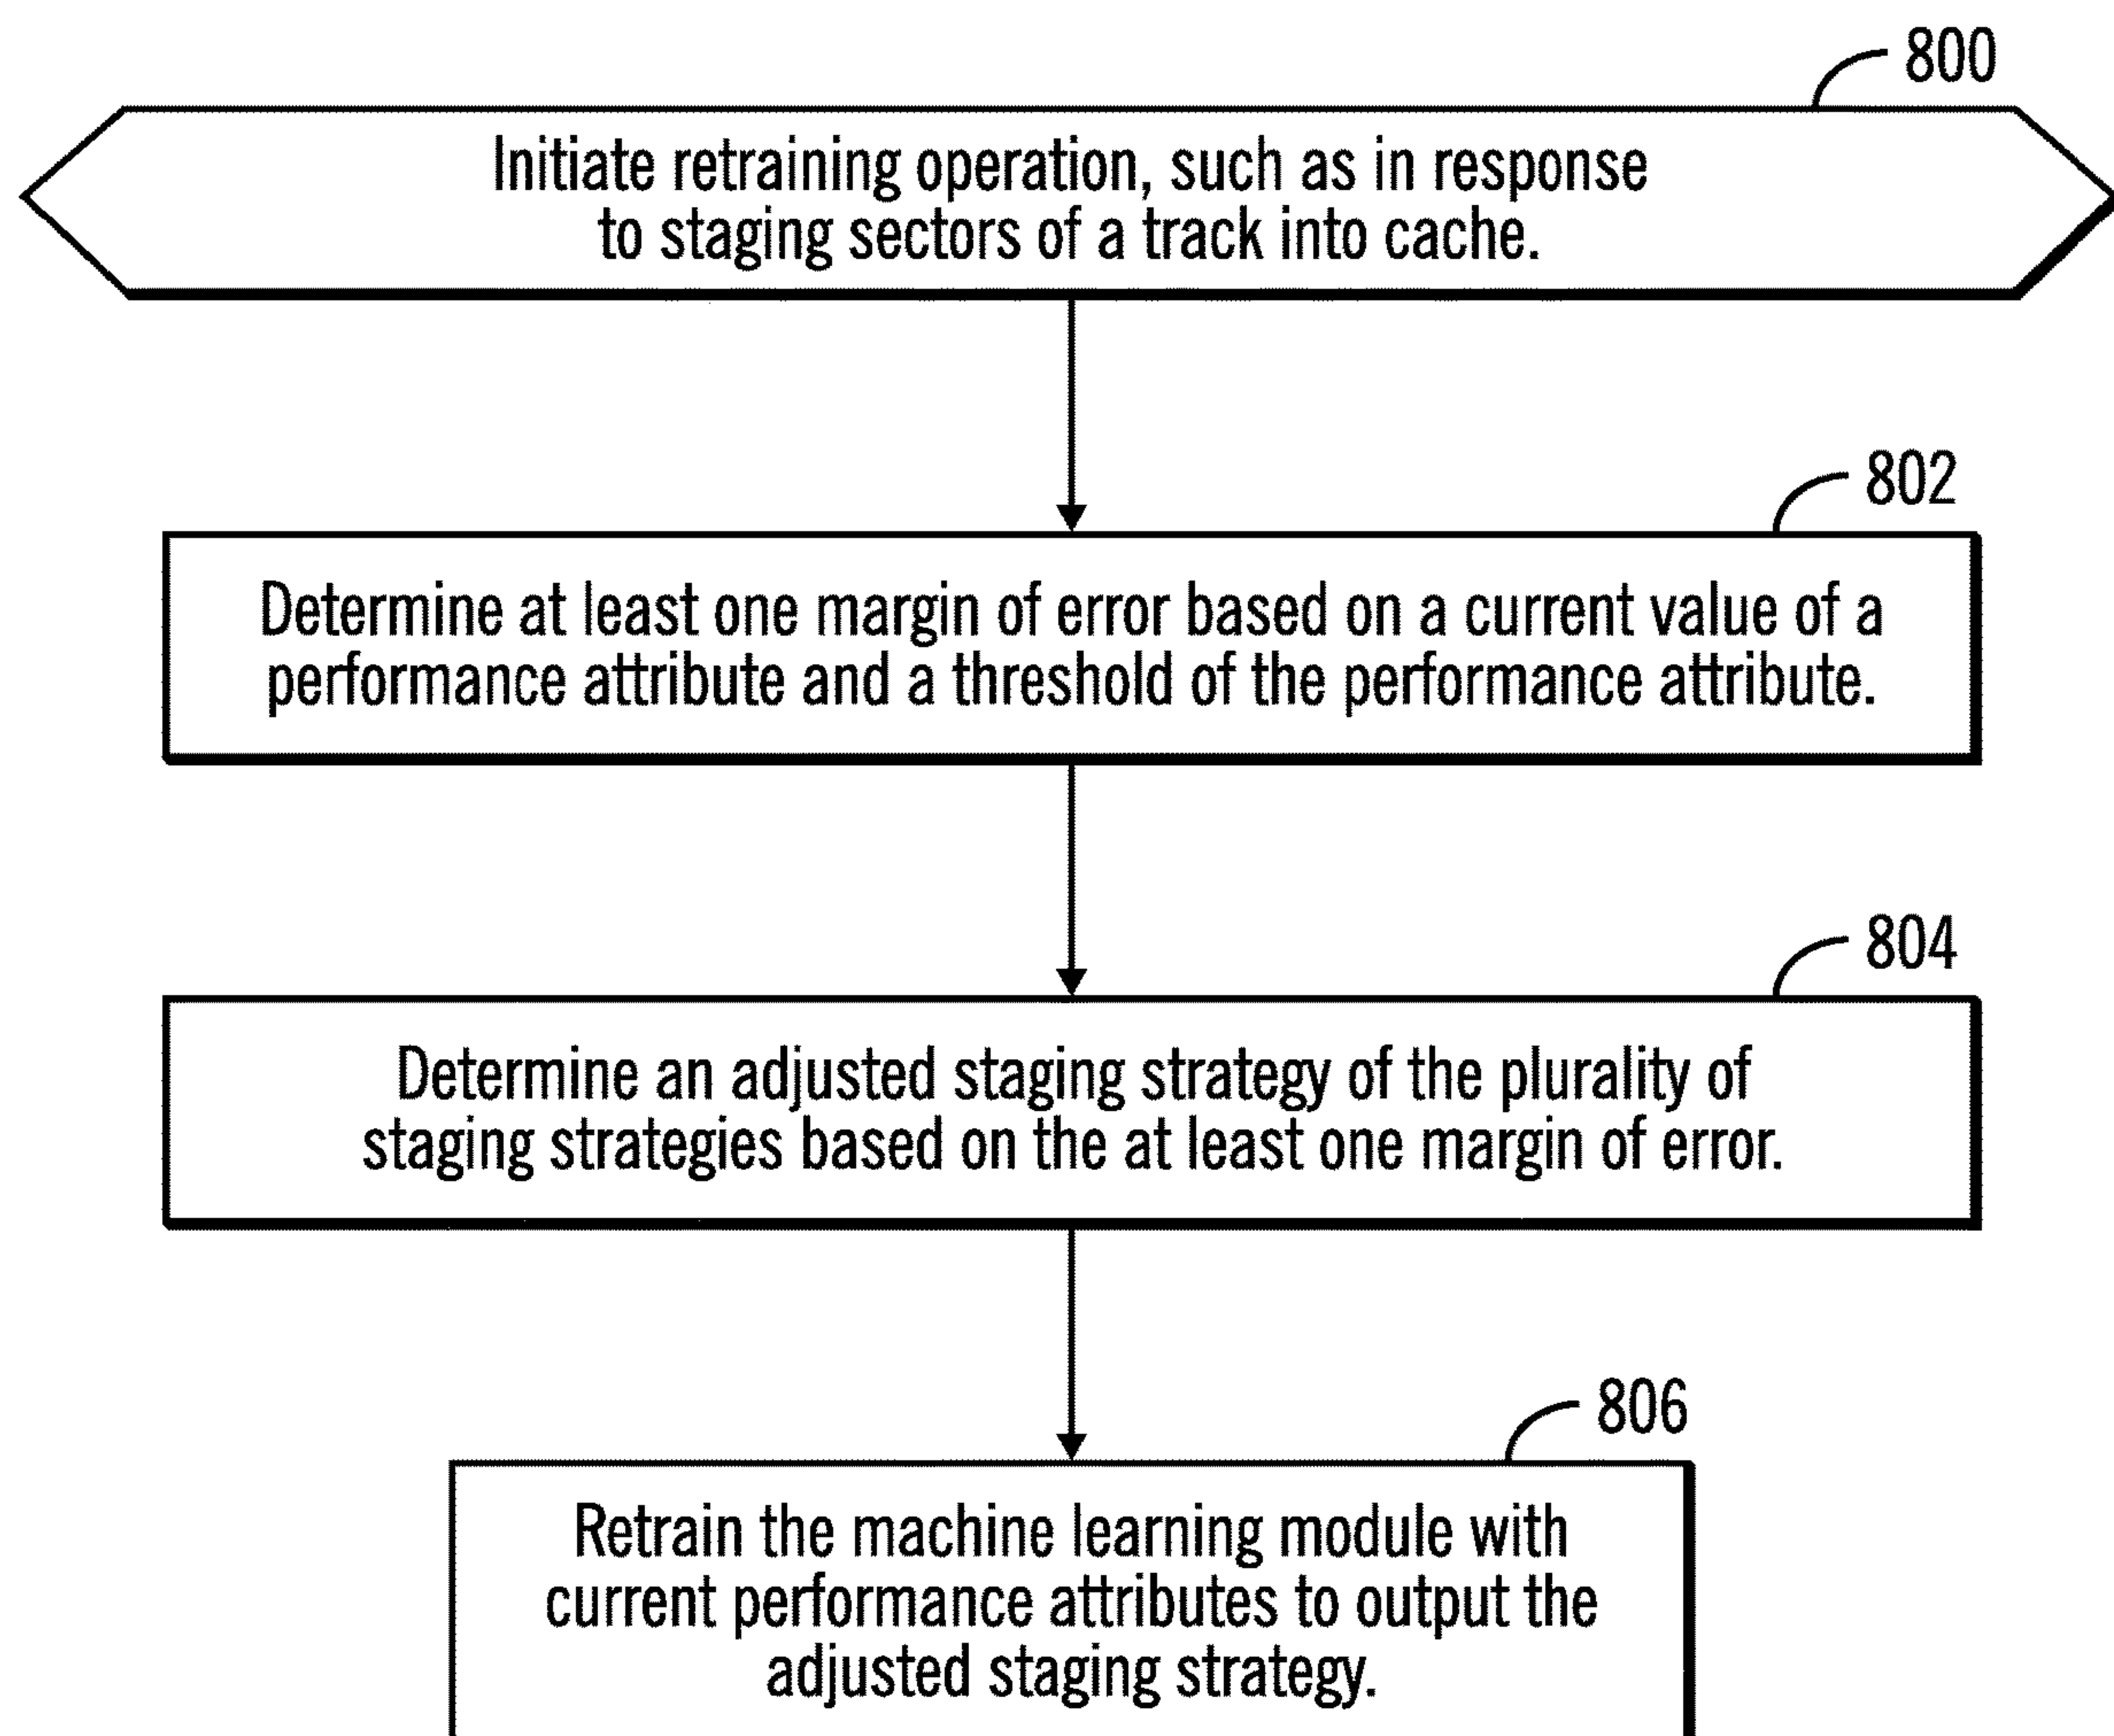 800
Initiate retraining operation, such as in response
to staging sectors of a track into cache.
802
Determine at least one margin of error based on a current value of a
performance attribute and a threshold of the performance attribute.
804
Determine an adjusted staging strategy of the plurality of
staging strategies based on the at least one margin of error.
806
Retrain the machine learning module with
current performance attributes to output the
adjusted staging strategy.